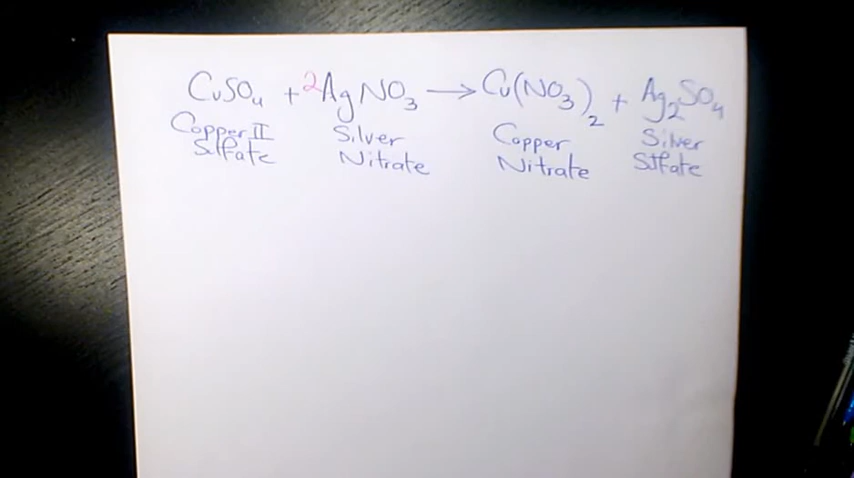 CuSO₄ + 2AgNO₃ → Cu(NO₃)₂ + Ag₂SO₄
Copper II Silver Copper Silver
Sulfate Nitrate Nitrate Sulfate